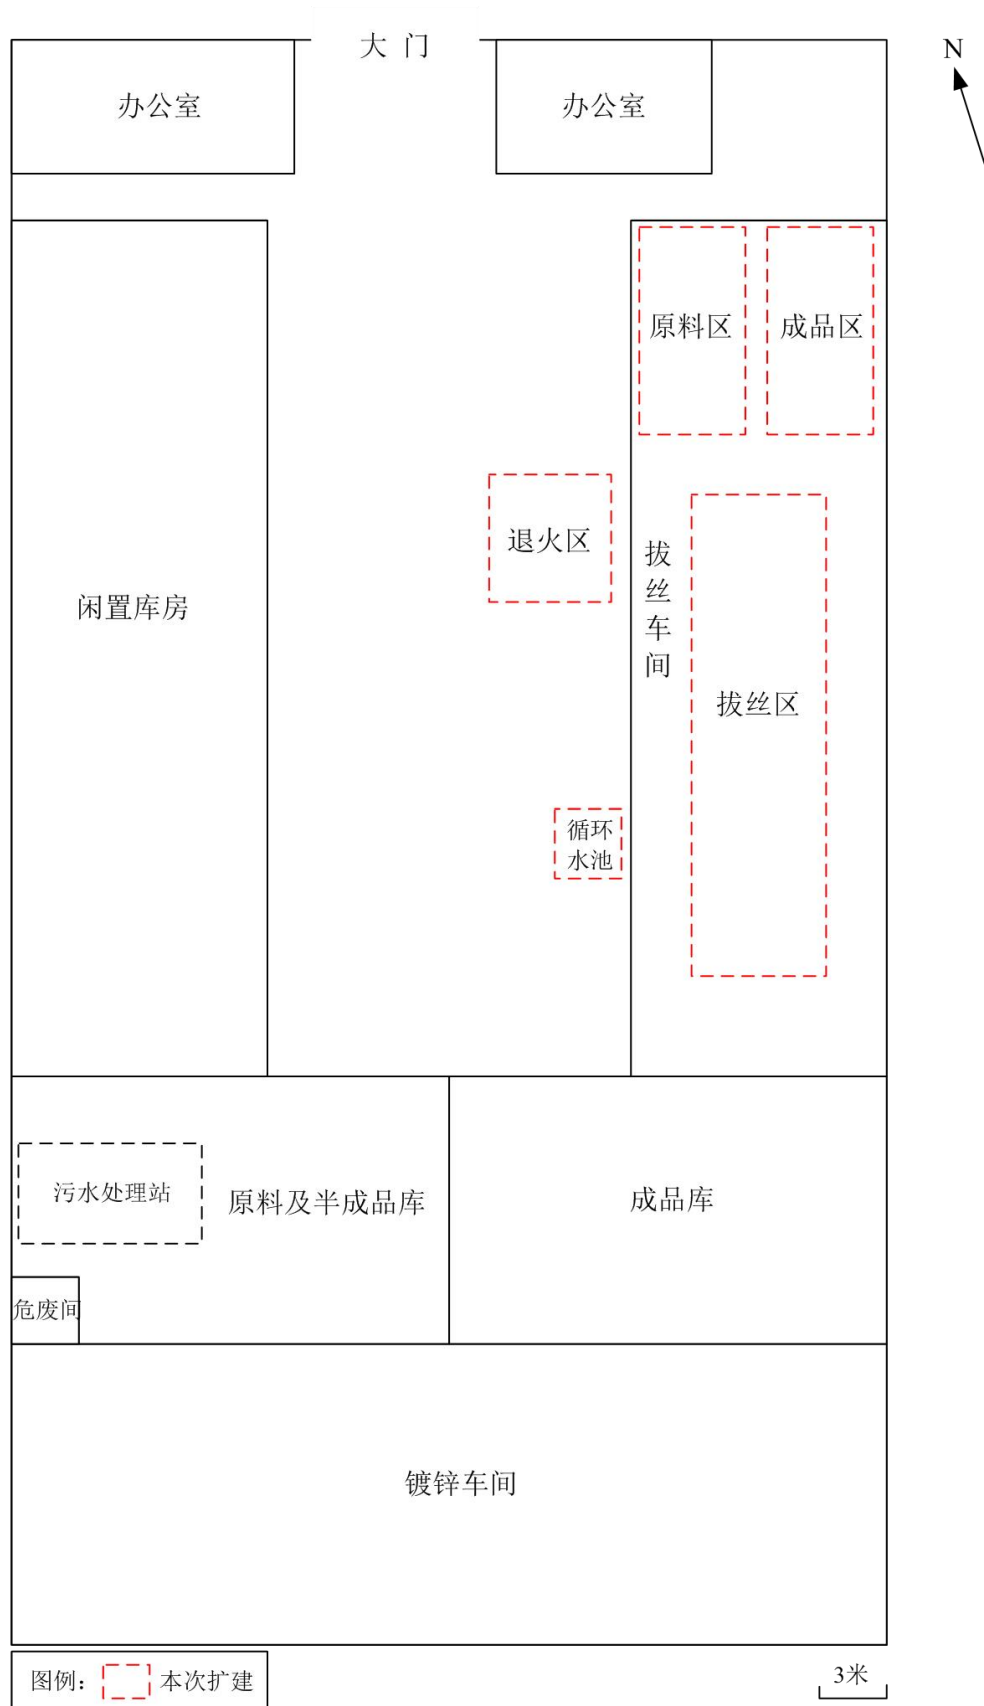 大 门
N
办公室
办公室
原料区
成品区
退火区
拔丝车间
闲置库房
拔丝区
循环
水池
污水处理站
原料及半成品库
成品库
危废间
镀锌车间
图例：
本次扩建
3米